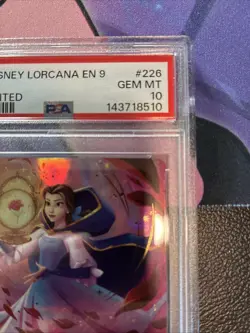 SNEY LORCANA EN 9 #226
GEM MT
ITED 10
PSA 143718510